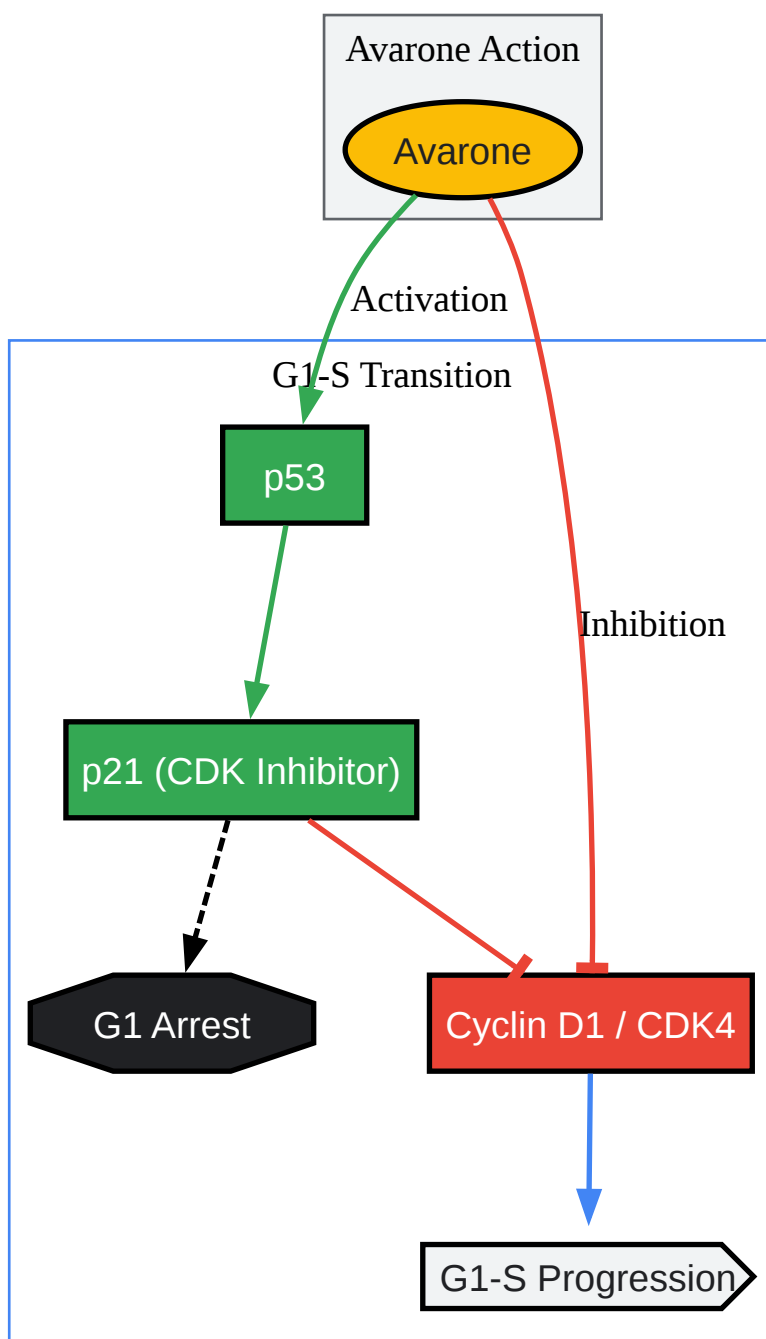 Avarone Action
Avarone
Activation
G1-S Transition
p53
Inhibition
p21 (CDK Inhibitor)
G1 Arrest
Cyclin D1 / CDK4
G1-S Progression